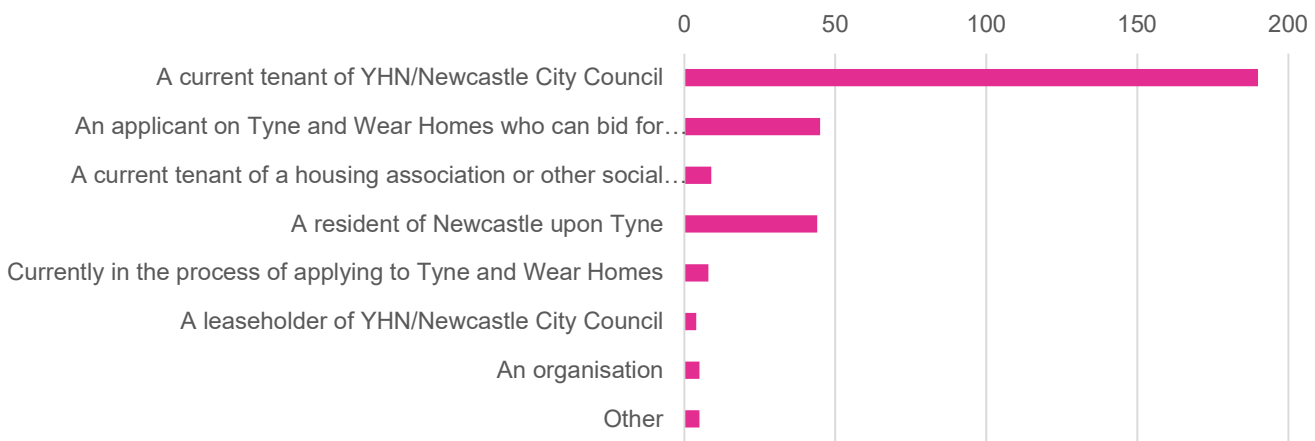 0 50 100 150 200
A current tenant of YHN/Newcastle City Council
An applicant on Tyne and Wear Homes who can bid for…
A current tenant of a housing association or other social…
A resident of Newcastle upon Tyne
Currently in the process of applying to Tyne and Wear Homes
A leaseholder of YHN/Newcastle City Council
An organisation
Other